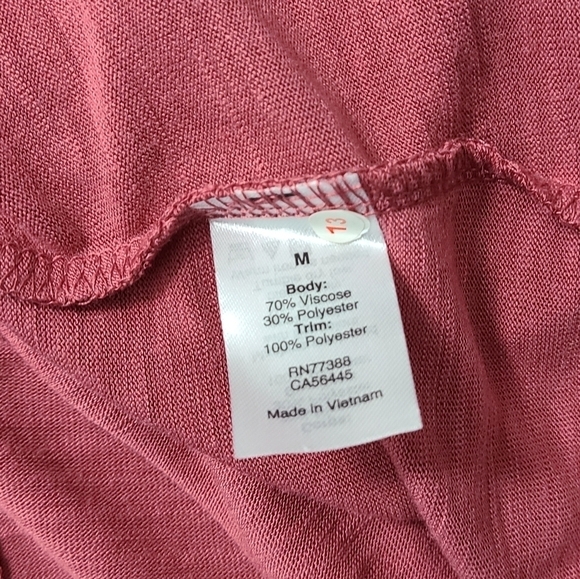 13
M
Body:
70% Viscose
30% Polyester
Trim:
100% Polyester
RN77388
CA56445
Made in Vietnam